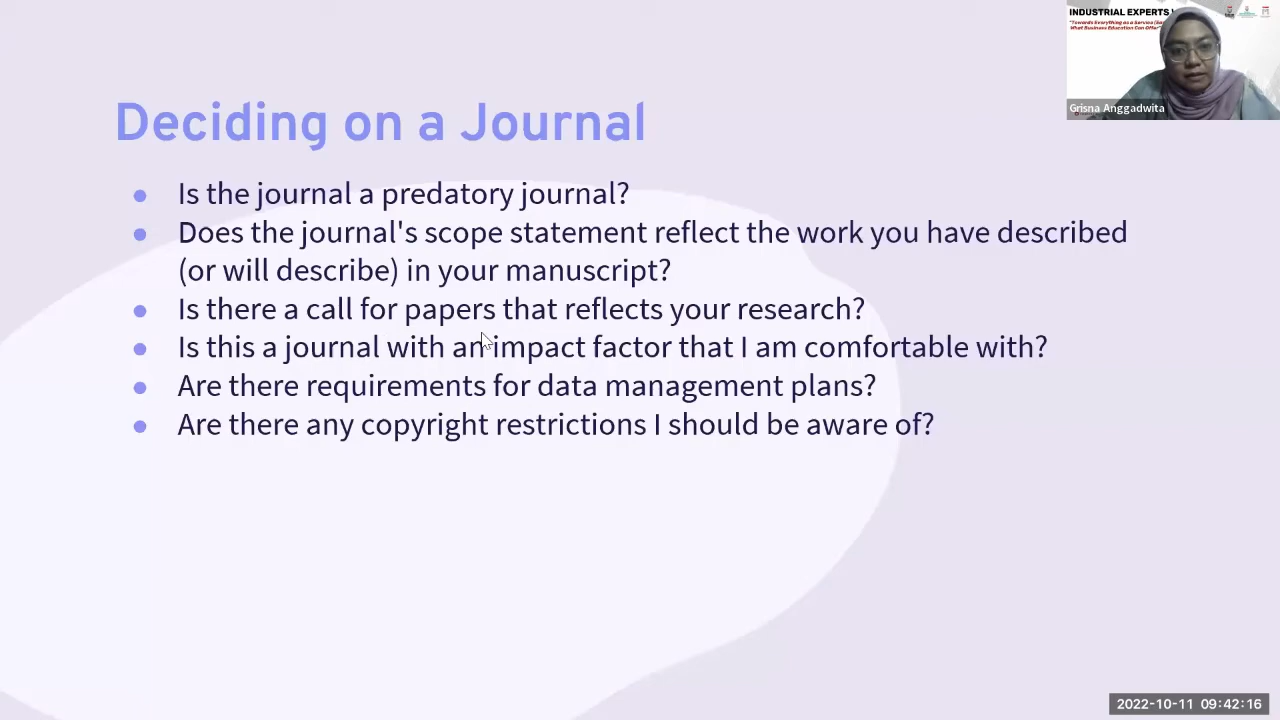 Deciding on a Journal
Is the journal a predatory journal?
Does the journal's scope statement reflect the work you have described
(or will describe) in your manuscript?
Is there a call for papers that reflects your research?
Is this a journal with an impact factor that I am comfortable with?
Are there requirements for data management plans?
Are there any copyright restrictions I should be aware of?
INDUSTRIAL EXPERTS
"Towards Everything as a Service
What Business Education Can Offer"
Grisna Anggadwita
2022-10-11 09:42:16